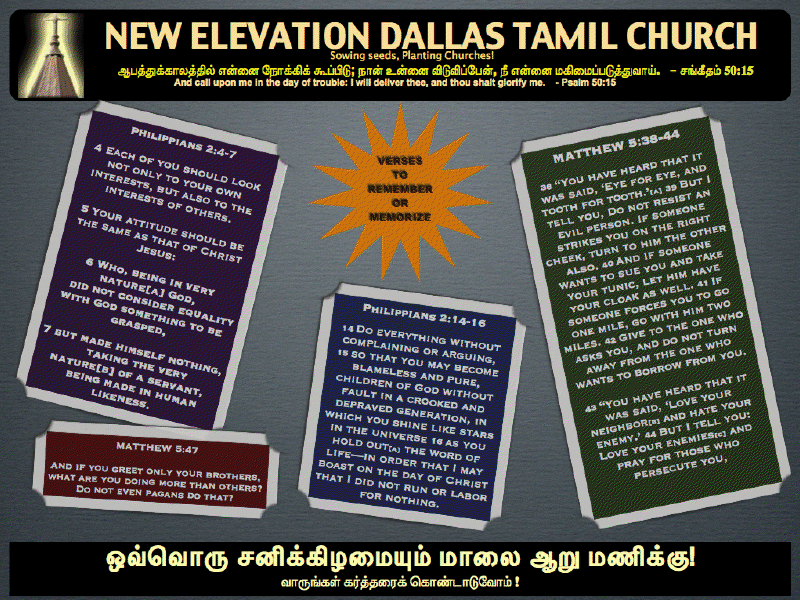 NEW ELEVATION DALLAS TAMIL CHURCH
Sowing seeds, Planting Churches!
ஆபத்துக்காலத்தில் என்னை நோக்கிக் கூப்பிடு; நான் உன்னை விடுவிப்பேன், நீ என்னை மகிமைப்படுத்துவாய். - சங்கீதம் 50:15
And call upon me in the day of trouble: I will deliver thee, and thou shalt glorify me. - Psalm 50:15
Philippians 2:4-7
4 Each of you should look
not only to your own
interests, but also to the
interests of others.
5 Your attitude should be
the same as that of Christ
Jesus:
6 Who, being in very
nature[a] God,
did not consider equality
with God something to be
grasped,
7 but made himself nothing,
taking the very
nature[b] of a servant,
being made in human
likeness.
Matthew 5:47
And if you greet only your brothers,
what are you doing more than others?
Do not even pagans do that?
VERSES
TO
REMEMBER
OR
MEMORIZE
Philippians 2:14-16
14 Do everything without
complaining or arguing,
15 so that you may become
blameless and pure,
children of God without
fault in a crooked and
depraved generation, in
which you shine like stars
in the universe 16 as you
hold out[a] the word of
life—in order that I may
boast on the day of Christ
that I did not run or labor
for nothing.
Matthew 5:38-44
38 "You have heard that it
was said, 'Eye for eye, and
tooth for tooth.'[a] 39 But I
tell you, Do not resist an
evil person. If someone
strikes you on the right
cheek, turn to him the other
also. 40 And if someone
wants to sue you and take
your tunic, let him have
your cloak as well. 41 If
someone forces you to go
one mile, go with him two
miles. 42 Give to the one who
asks you, and do not turn
away from the one who
wants to borrow from you.
43 "You have heard that it
was said, 'Love your
neighbor[b] and hate your
enemy.' 44 But I tell you:
Love your enemies[c] and
pray for those who
persecute you,
ஒவ்வொரு சனிக்கிழமையும் மாலை ஆறு மணிக்கு!
வாருங்கள் கர்த்தரைக் கொண்டாடுவோம் !